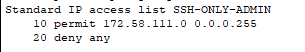 Standard IP access list SSH-ONLY-ADMIN
10 permit 172.58.111.0 0.0.0.255
20 deny any